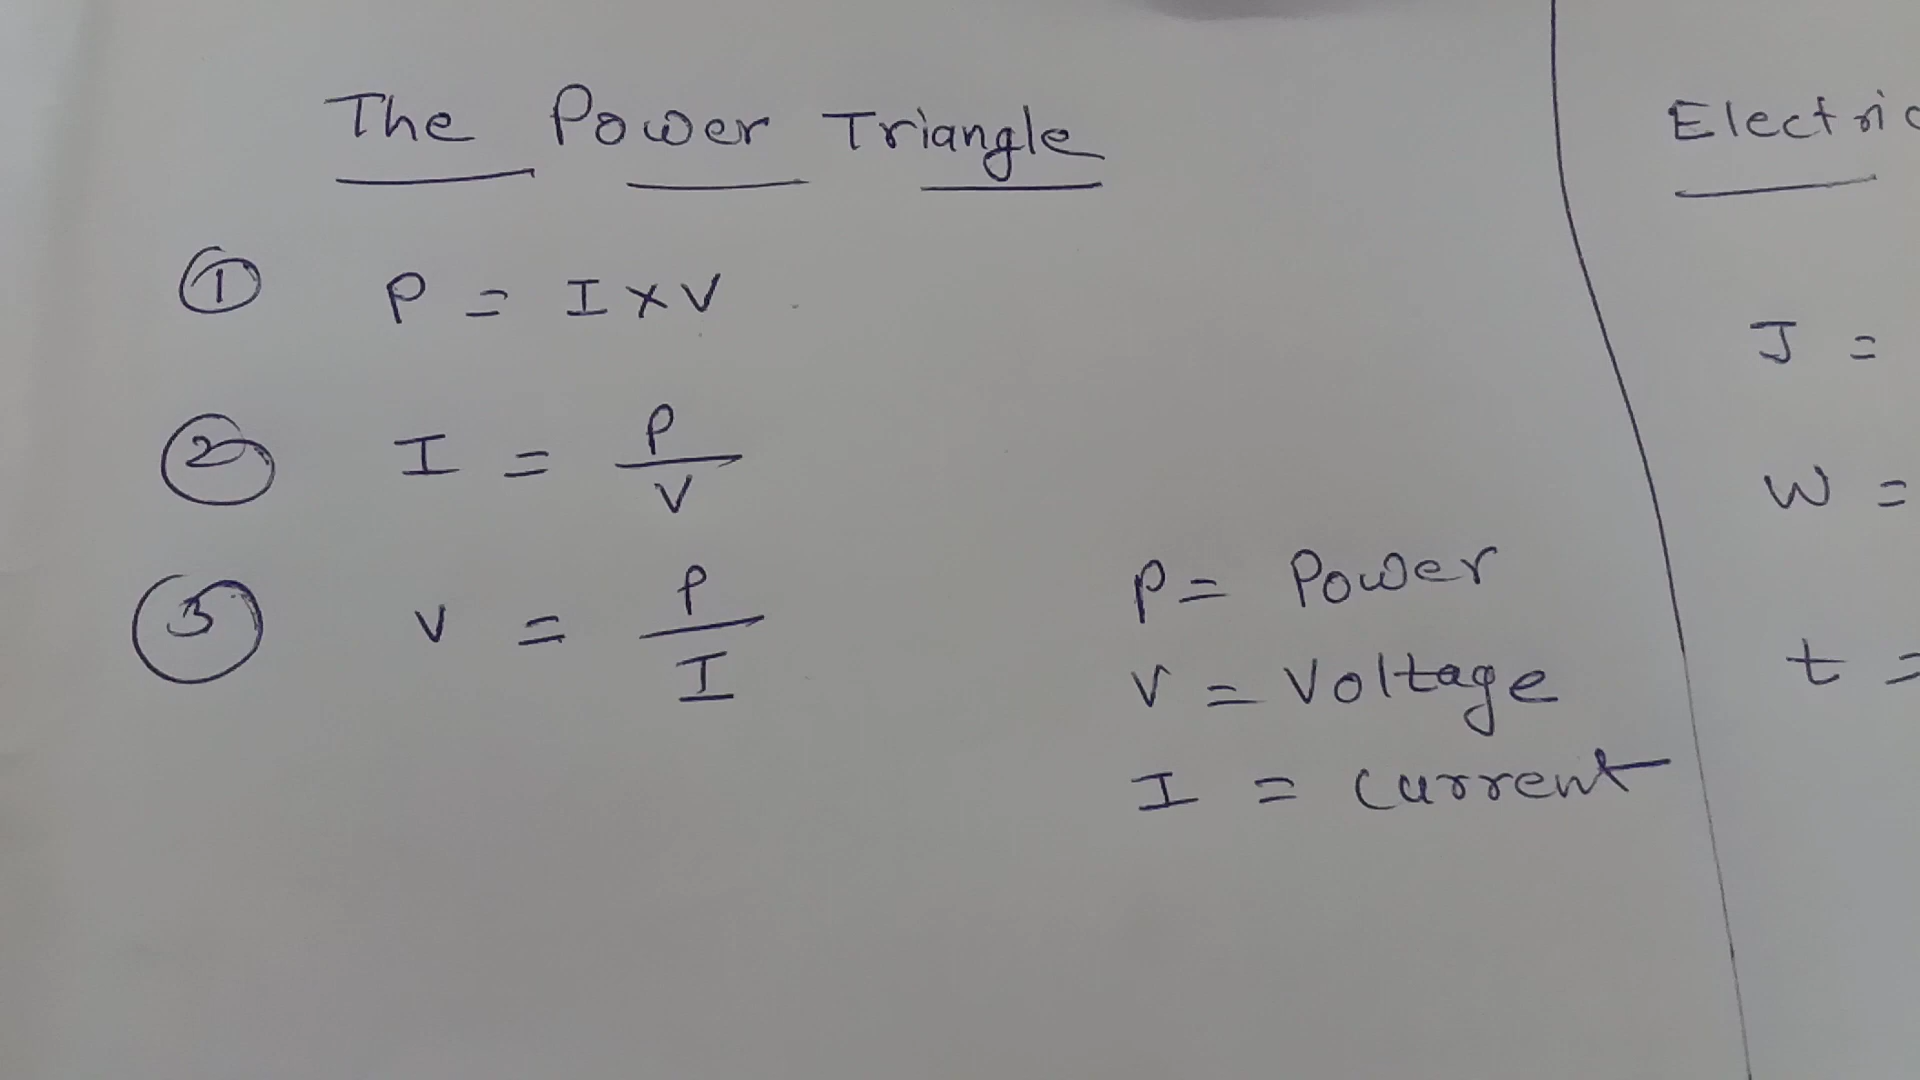 The Power Triangle
① P = I x V
② I = P/V
③ V = P/I
P = Power
V = Voltage
I = Current
J =
W =
t =